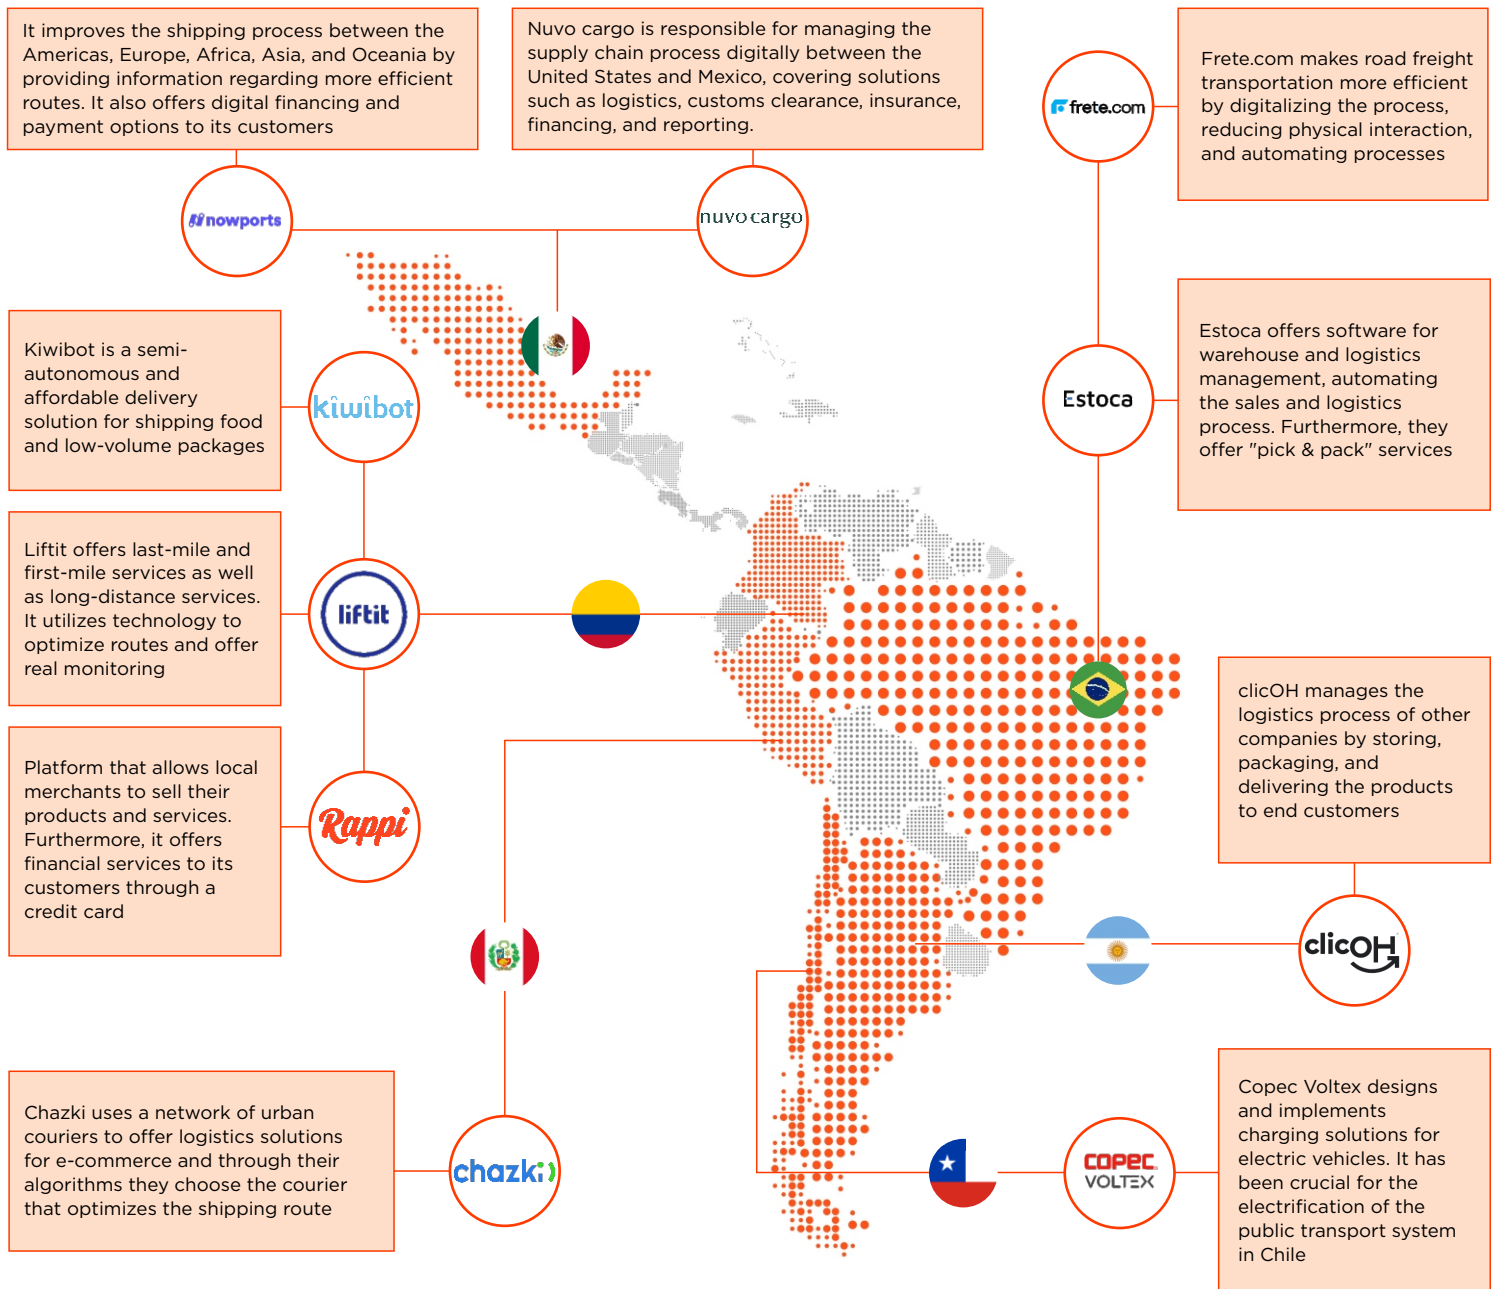 It improves the shipping process between the
Americas, Europe, Africa, Asia, and Oceania by
providing information regarding more efficient
routes. It also offers digital financing and
payment options to its customers
Nuvo cargo is responsible for managing the
supply chain process digitally between the
United States and Mexico, covering solutions
such as logistics, customs clearance, insurance,
financing, and reporting.
frete.com
Frete.com makes road freight
transportation more efficient
by digitalizing the process,
reducing physical interaction,
and automating processes
nowports
nuvocargo
Kiwibot is a semi-
autonomous and
affordable delivery
solution for shipping food
and low-volume packages
kiwibot
Estoca
Estoca offers software for
warehouse and logistics
management, automating
the sales and logistics
process. Furthermore, they
offer "pick & pack" services
Liftit offers last-mile and
first-mile services as well
as long-distance services.
It utilizes technology to
optimize routes and offer
real monitoring
liftit
Platform that allows local
merchants to sell their
products and services.
Furthermore, it offers
financial services to its
customers through a
credit card
Rappi
clicOH manages the
logistics process of other
companies by storing,
packaging, and
delivering the products
to end customers
clicOH
Chazki uses a network of urban
couriers to offer logistics solutions
for e-commerce and through their
algorithms they choose the courier
that optimizes the shipping route
chazki
COPEC
VOLTEX
Copec Voltex designs
and implements
charging solutions for
electric vehicles. It has
been crucial for the
electrification of the
public transport system
in Chile